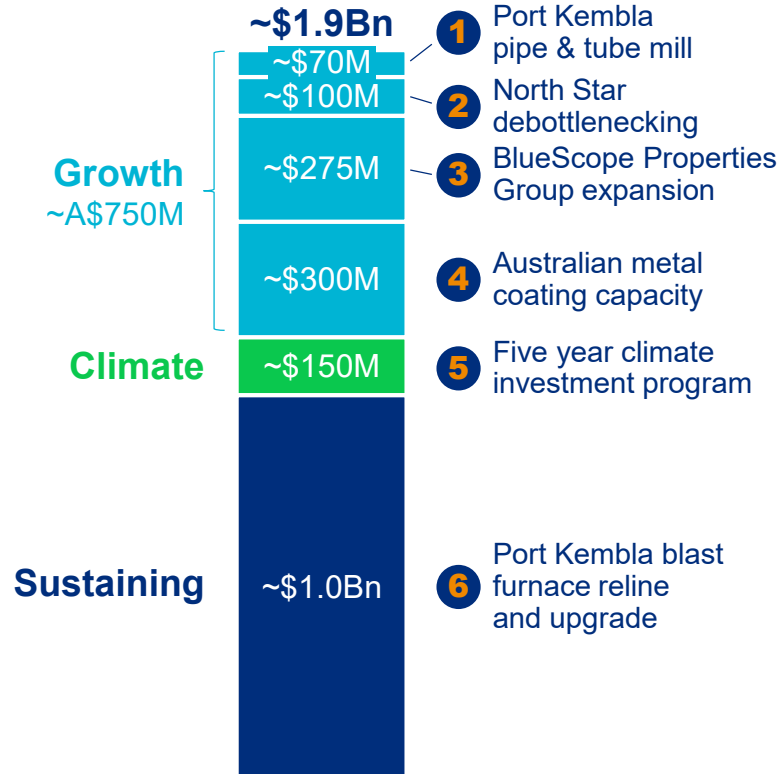 ~$1.9Bn
~$70M
1
Port Kembla
pipe & tube mill
~$100M
2
North Star
debottlenecking
Growth
~A$750M
~$275M
3
BlueScope Properties
Group expansion
~$300M
4
Australian metal
coating capacity
Climate
~$150M
5
Five year climate
investment program
Sustaining
~$1.0Bn
6
Port Kembla blast
furnace reline
and upgrade